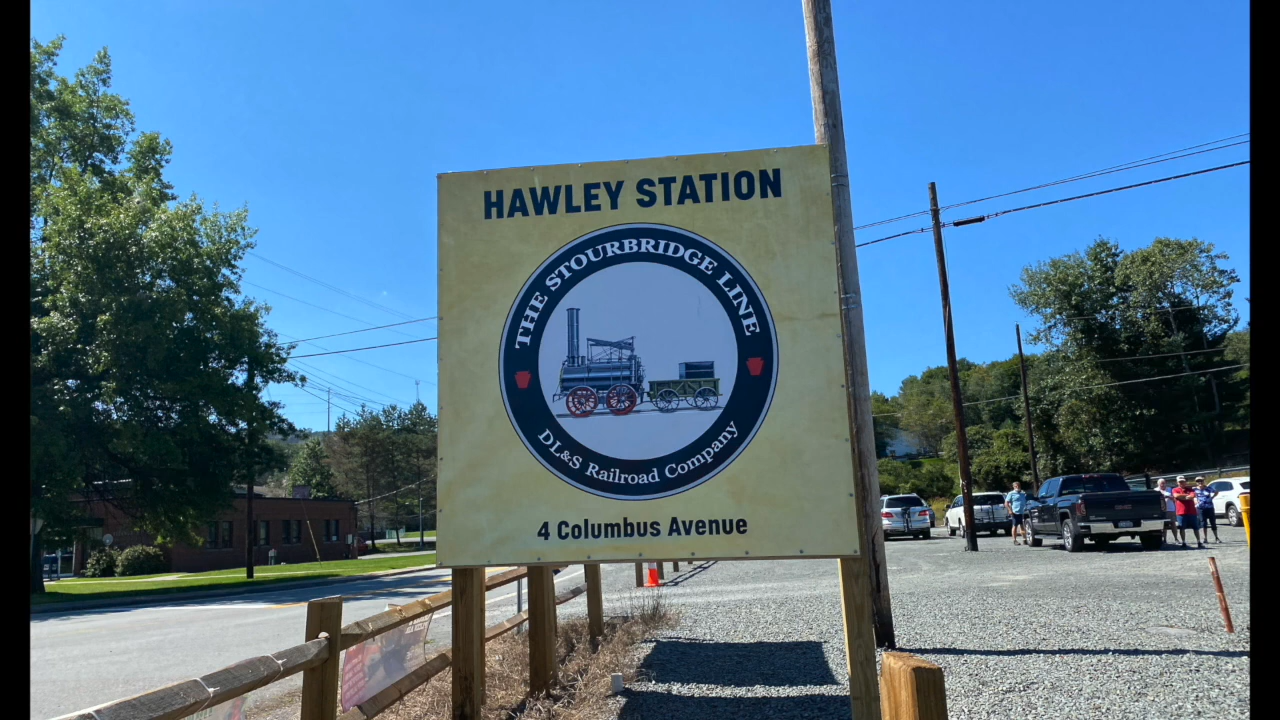 HAWLEY STATION
THE STOURBRIDGE LINE
DL&S Railroad Company
4 Columbus Avenue